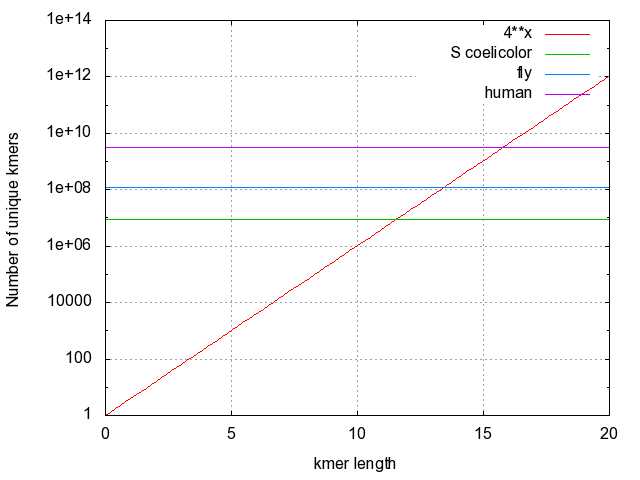 1e+14
4**x
S coelicolor
fly
human
1e+12
1e+10
1e+08
1e+06
10000
100
1
Number of unique kmers
0 5 10 15 20
kmer length